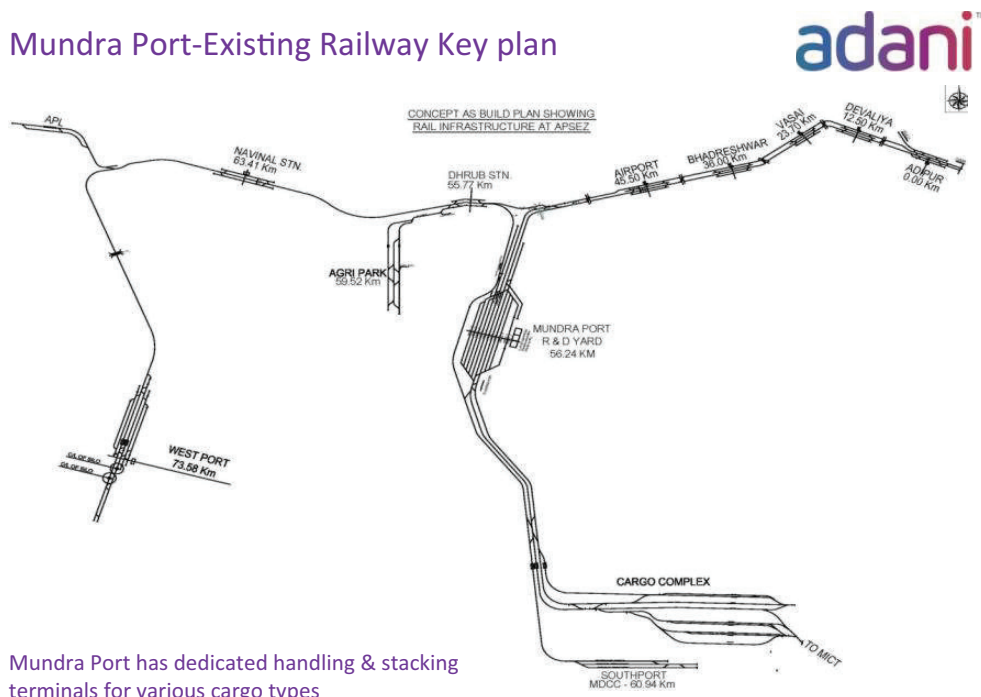 Mundra Port-Existing Railway Key plan
adani
CONCEPT AS BUILD PLAN SHOWING
RAIL INFRASTRUCTURE AT APSEZ
APL
NAVINAL STN.
63.41 Km
DHRUB STN.
55.77 Km
AIRPORT
45.50 Km
BHADRESHWAR
36.00 Km
VASAI
23.70 Km
DEVALIYA
12.50 Km
ADIPUR
0.00 Km
AGRI PARK
59.52 Km
MUNDRA PORT
R & D YARD
56.24 KM
WEST PORT
73.58 Km
C/L OF SILO
C/L OF SILO
CARGO COMPLEX
TO MICT
SOUTHPORT
MDCC - 60.94 Km
Mundra Port has dedicated handling & stacking
terminals for various cargo types